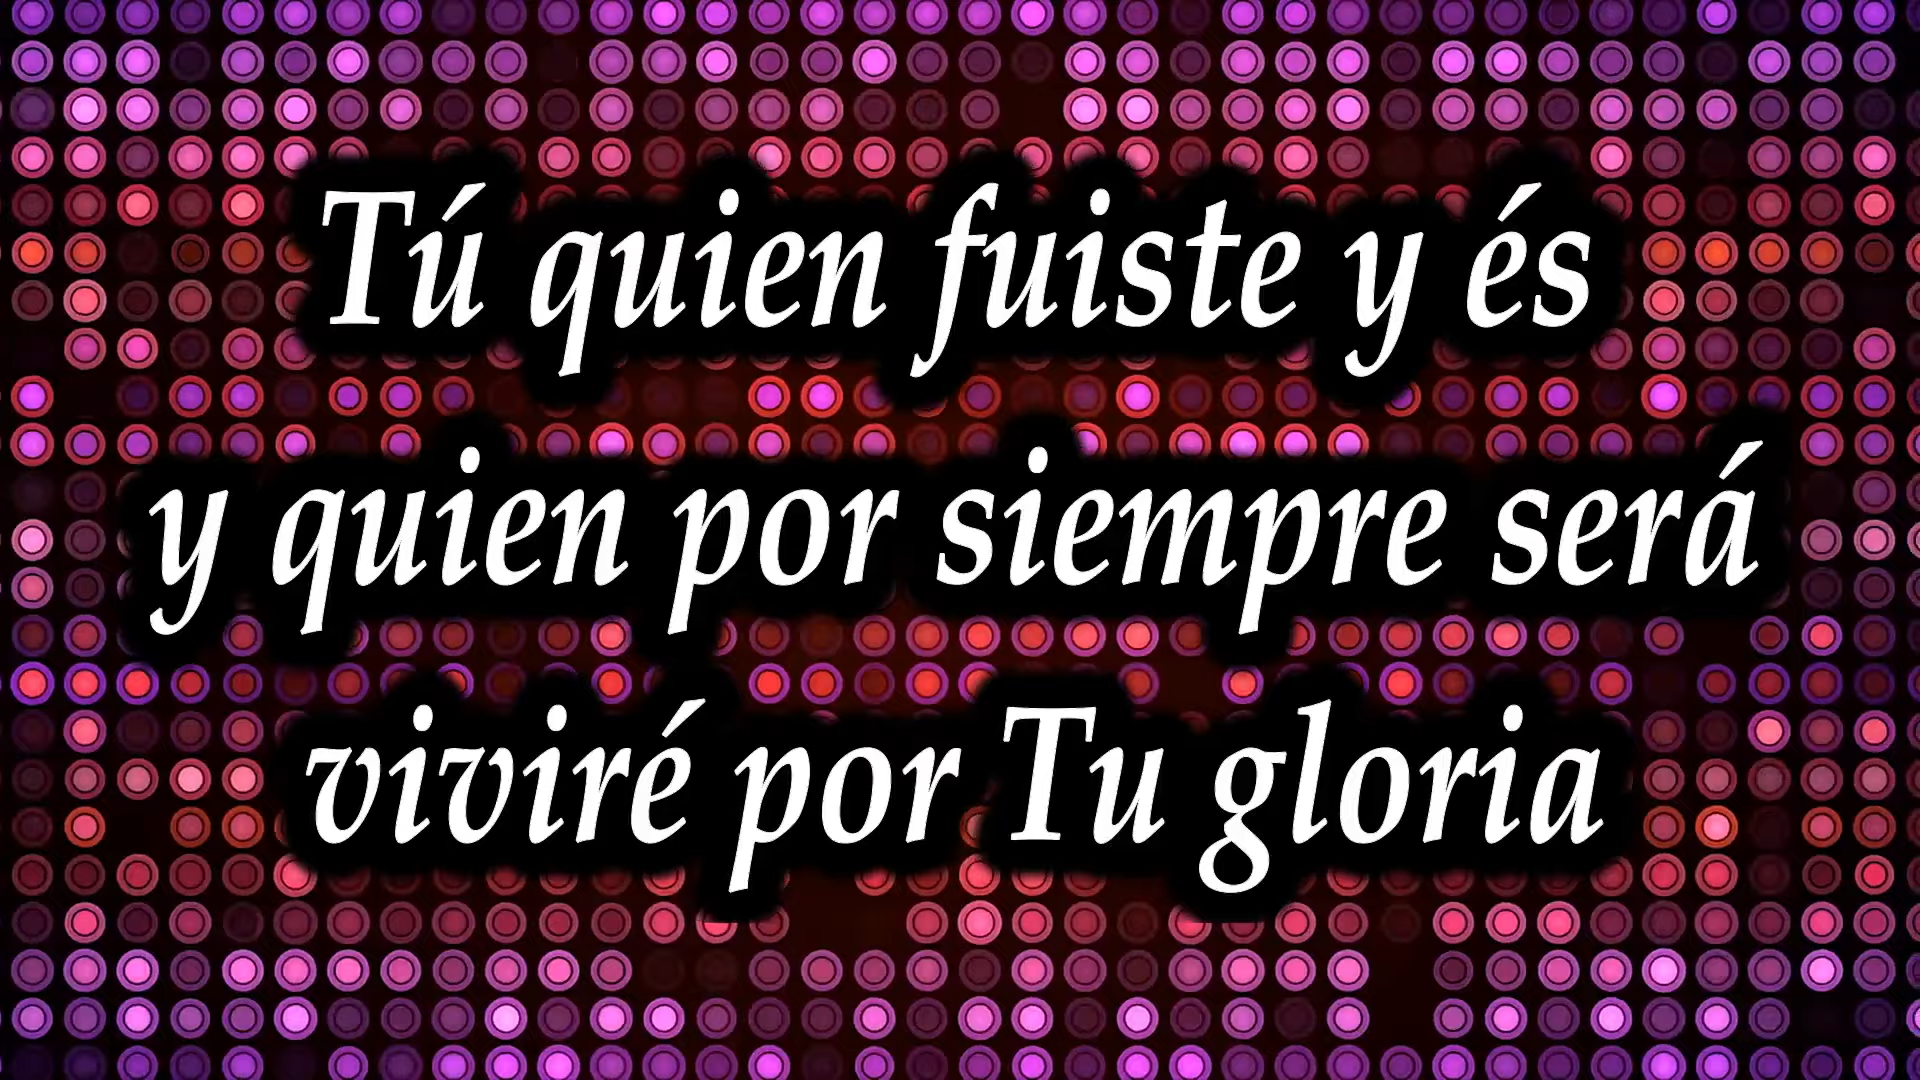 Tú quien fuiste y és
y quien por siempre será
viviré por Tu gloria